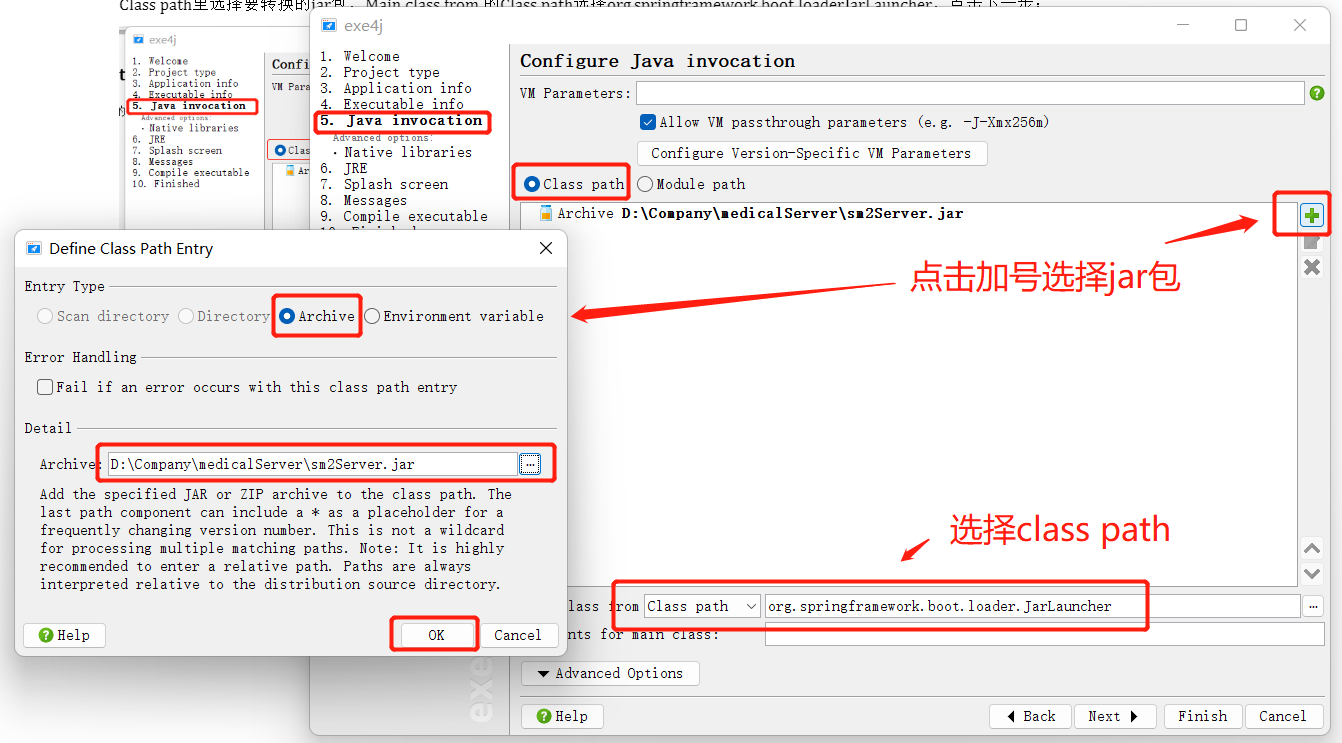 Class path里选择要转换的jar包，Main class from 的Class path选择org.springframework.boot.loaderJarLauncher，点击下一步：
exe4j
1. Welcome
2. Project type
3. Application info
4. Executable info
5. Java invocation
Advanced options:
· Native libraries
6. JRE
7. Splash screen
8. Messages
9. Compile executable
10. Finished
Confi
VM Para
Clas
Ar
exe4j
1. Welcome
2. Project type
3. Application info
4. Executable info
5. Java invocation
Advanced options:
· Native libraries
6. JRE
7. Splash screen
8. Messages
9. Compile executable
10. Finished
Configure Java invocation
VM Parameters:
Allow VM passthrough parameters (e.g. -J-Xmx256m)
Configure Version-Specific VM Parameters
Class path
Module path
Archive D:\Company\medicalServer\sm2Server.jar
点击加号选择jar包
选择class path
lass from
Class path
org.springframework.boot.loader.JarLauncher
...
nts for main class:
Advanced Options
Help
Back
Next
Finish
Cancel
exe
Define Class Path Entry
Entry Type
Scan directory
Directory
Archive
Environment variable
Error Handling
Fail if an error occurs with this class path entry
Detail
Archive:
D:\Company\medicalServer\sm2Server.jar
...
Add the specified JAR or ZIP archive to the class path. The
last path component can include a * as a placeholder for a
frequently changing version number. This is not a wildcard
for processing multiple matching paths. Note: It is highly
recommended to enter a relative path. Paths are always
interpreted relative to the distribution source directory.
Help
OK
Cancel